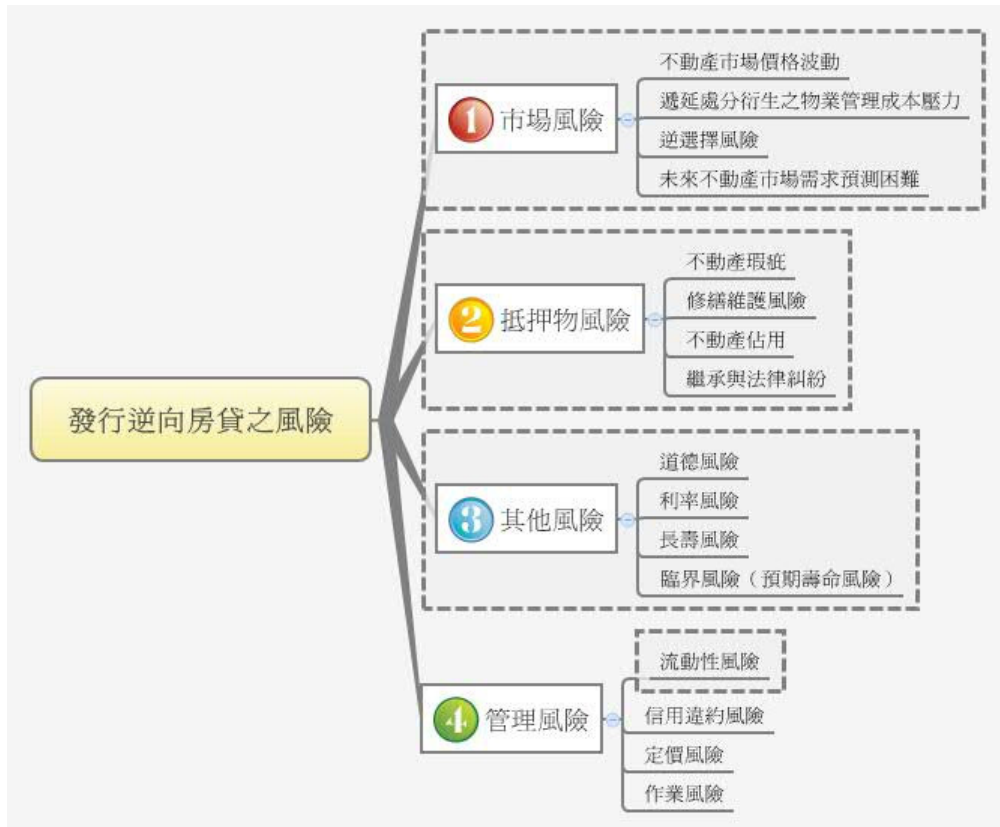 發行逆向房貸之風險
1 市場風險
不動產市場價格波動
遞延處分衍生之物業管理成本壓力
逆選擇風險
未來不動產市場需求預測困難
2 抵押物風險
不動產瑕疵
修繕維護風險
不動產佔用
繼承與法律糾紛
3 其他風險
道德風險
利率風險
長壽風險
臨界風險（預期壽命風險）
4 管理風險
流動性風險
信用違約風險
定價風險
作業風險